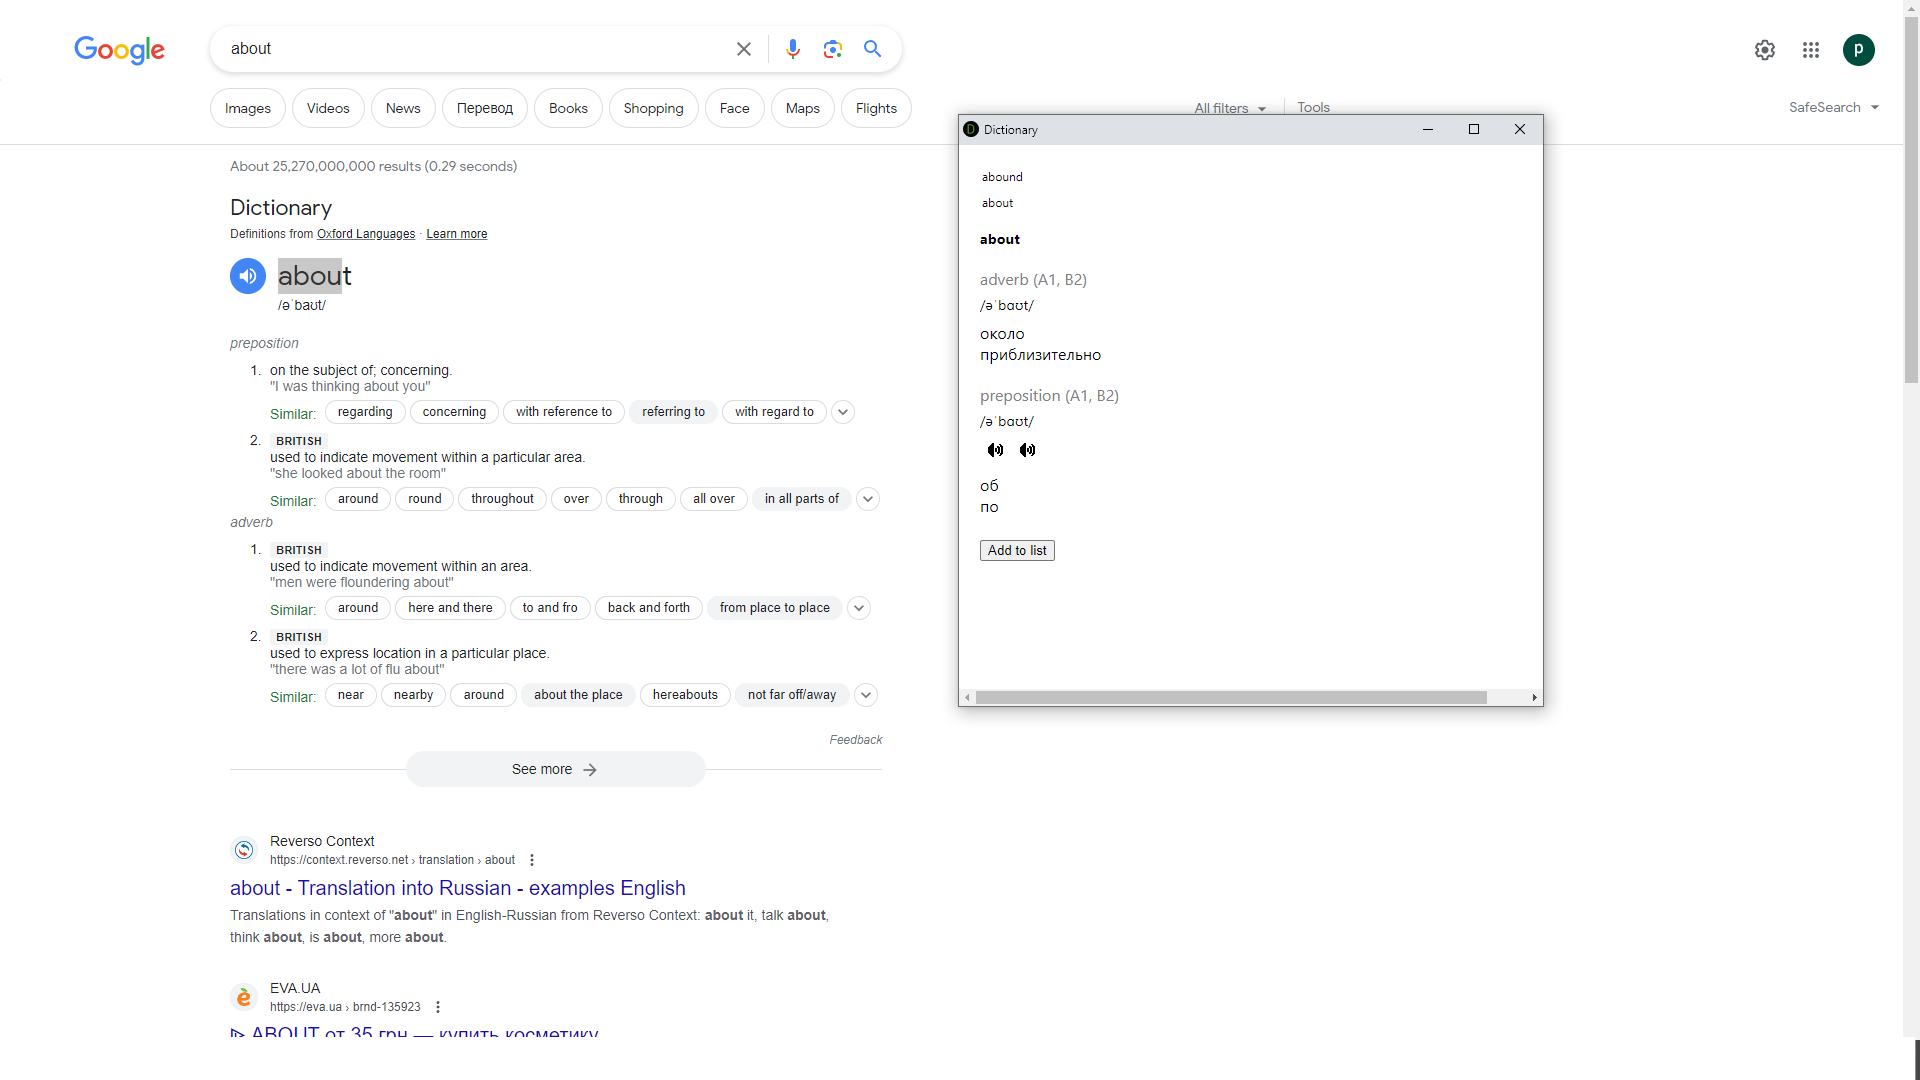 Google
about
p
Images
Videos
News
Перевод
Books
Shopping
Face
Maps
Flights
All filters
Tools
SafeSearch
About 25,270,000,000 results (0.29 seconds)
Dictionary
Definitions from Oxford Languages · Learn more
about
/əˈbaʊt/
preposition
1. on the subject of; concerning.
"I was thinking about you"
Similar: regarding concerning with reference to referring to with regard to
2. BRITISH
used to indicate movement within a particular area.
"she looked about the room"
Similar: around round throughout over through all over in all parts of
adverb
1. BRITISH
used to indicate movement within an area.
"men were floundering about"
Similar: around here and there to and fro back and forth from place to place
2. BRITISH
used to express location in a particular place.
"there was a lot of flu about"
Similar: near nearby around about the place hereabouts not far off/away
Feedback
See more →
Reverso Context
https://context.reverso.net › translation › about
about - Translation into Russian - examples English
Translations in context of "about" in English-Russian from Reverso Context: about it, talk about,
think about, is about, more about.
EVA.UA
https://eva.ua › brnd-135923
ᐉ ABOUT от 35 грн — купить косметику
D Dictionary
abound
about
about
adverb (A1, B2)
/əˈbɑʊt/
около
приблизительно
preposition (A1, B2)
/əˈbɑʊt/
об
по
Add to list